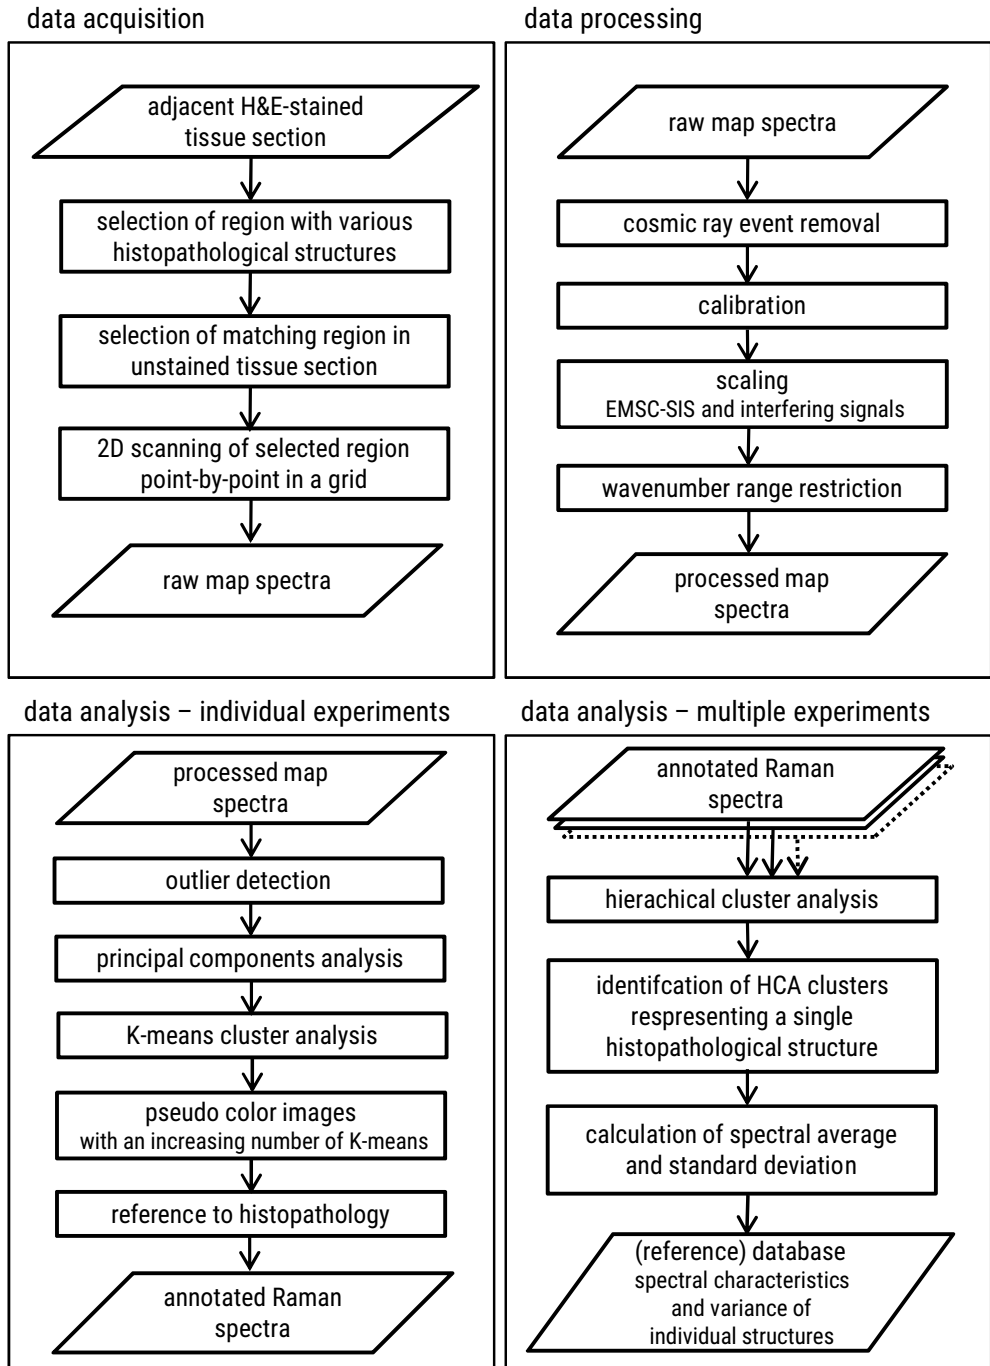 data acquisition
adjacent H&E-stained
tissue section
selection of region with various
histopathological structures
selection of matching region in
unstained tissue section
2D scanning of selected region
point-by-point in a grid
raw map spectra
data processing
raw map spectra
cosmic ray event removal
calibration
scaling
EMSC-SIS and interfering signals
wavenumber range restriction
processed map
spectra
data analysis – individual experiments
processed map
spectra
outlier detection
principal components analysis
K-means cluster analysis
pseudo color images
with an increasing number of K-means
reference to histopathology
annotated Raman
spectra
data analysis – multiple experiments
annotated Raman
spectra
hierachical cluster analysis
identifcation of HCA clusters
respresenting a single
histopathological structure
calculation of spectral average
and standard deviation
(reference) database
spectral characteristics
and variance of
individual structures